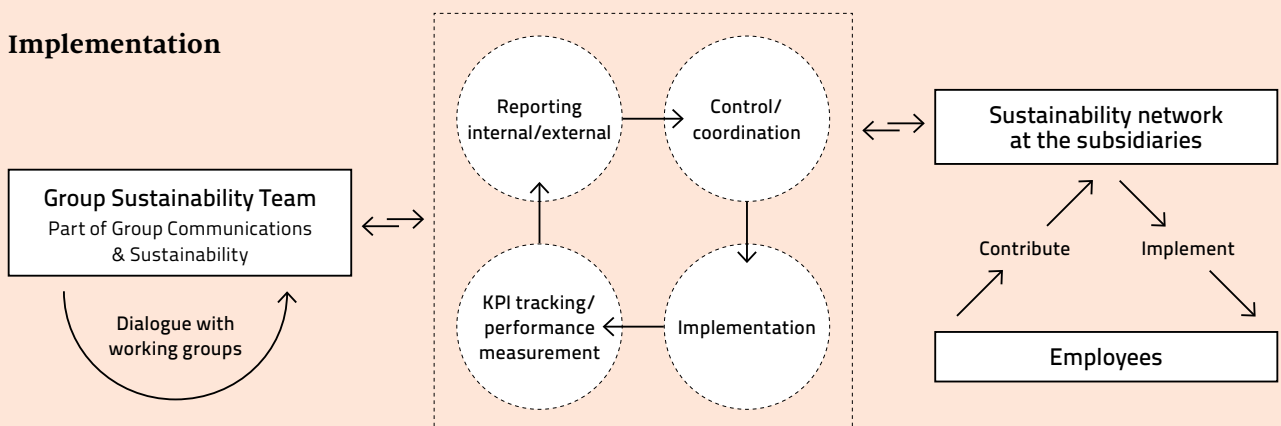 Implementation
Group Sustainability Team
Part of Group Communications
& Sustainability
Dialogue with
working groups
Reporting
internal/external
Control/
coordination
KPI tracking/
performance
measurement
Implementation
Sustainability network
at the subsidiaries
Contribute
Implement
Employees